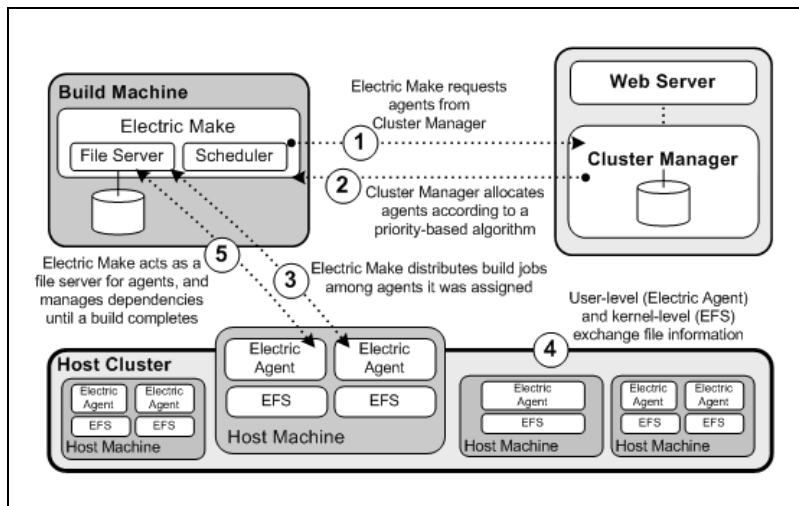 Build Machine
Electric Make
File Server
Scheduler
Electric Make requests
agents from
Cluster Manager
1
2
Cluster Manager allocates
agents according to a
priority-based algorithm
Web Server
Cluster Manager
Electric Make acts as a
file server for agents, and
manages dependencies
until a build completes
5
3
Electric Make distributes build jobs
among agents it was assigned
User-level (Electric Agent)
and kernel-level (EFS)
exchange file information
4
Host Cluster
Electric
Agent
Electric
Agent
EFS
EFS
Host Machine
Electric
Agent
Electric
Agent
EFS
EFS
Host Machine
Electric
Agent
EFS
Host Machine
Electric
Agent
Electric
Agent
EFS
EFS
Host Machine